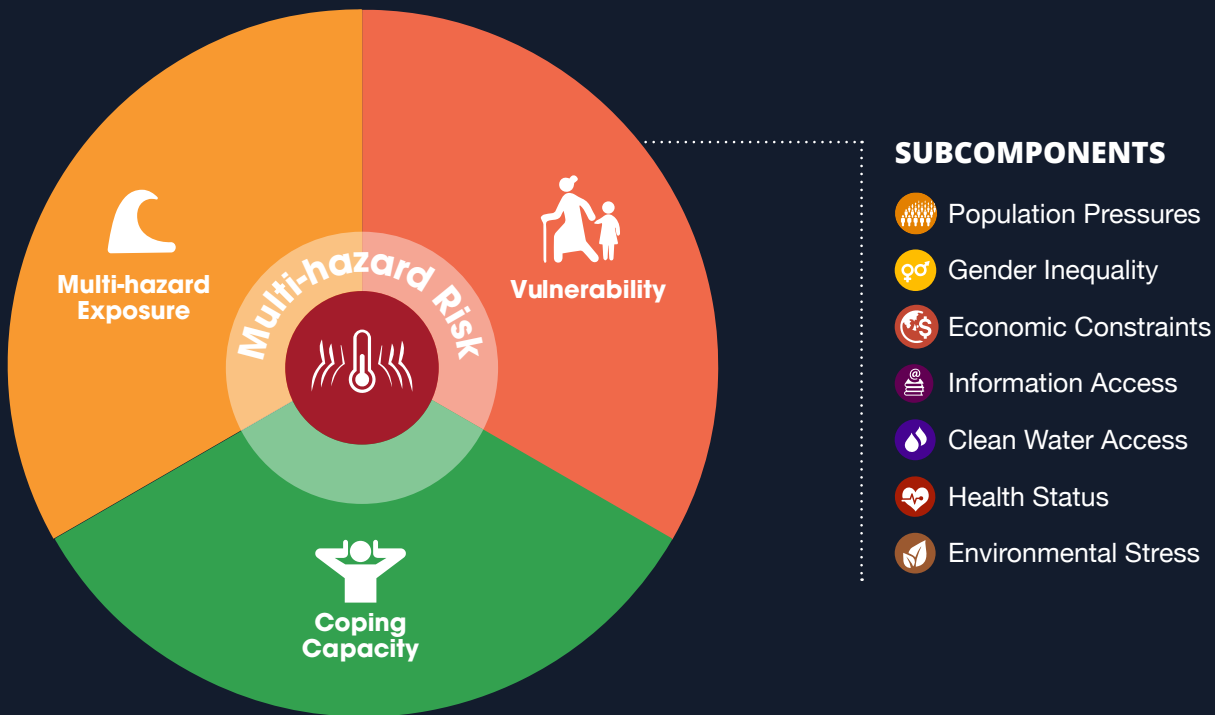 Multi-hazard
Exposure
Multi-hazard Risk
Vulnerability
Coping
Capacity
SUBCOMPONENTS
Population Pressures
Gender Inequality
Economic Constraints
Information Access
Clean Water Access
Health Status
Environmental Stress